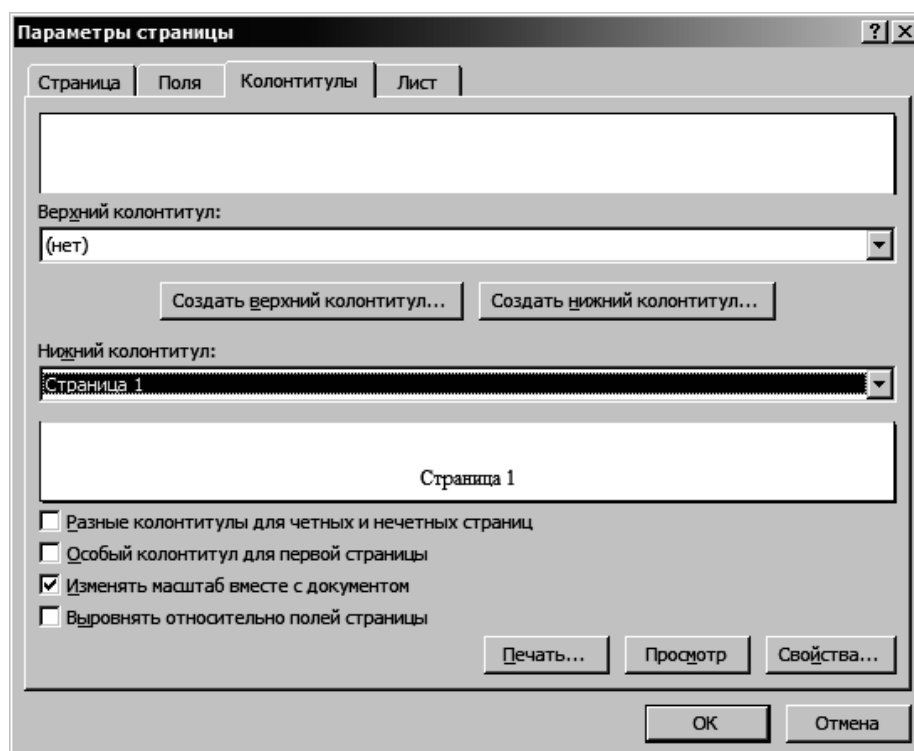 Параметры страницы
Страница Поля Колонтитулы Лист
Верхний колонтитул:
(нет)
Создать верхний колонтитул... Создать нижний колонтитул...
Нижний колонтитул:
Страница 1
Страница 1
Разные колонтитулы для четных и нечетных страниц
Особый колонтитул для первой страницы
Изменять масштаб вместе с документом
Выровнять относительно полей страницы
Печать... Просмотр Свойства...
ОК Отмена